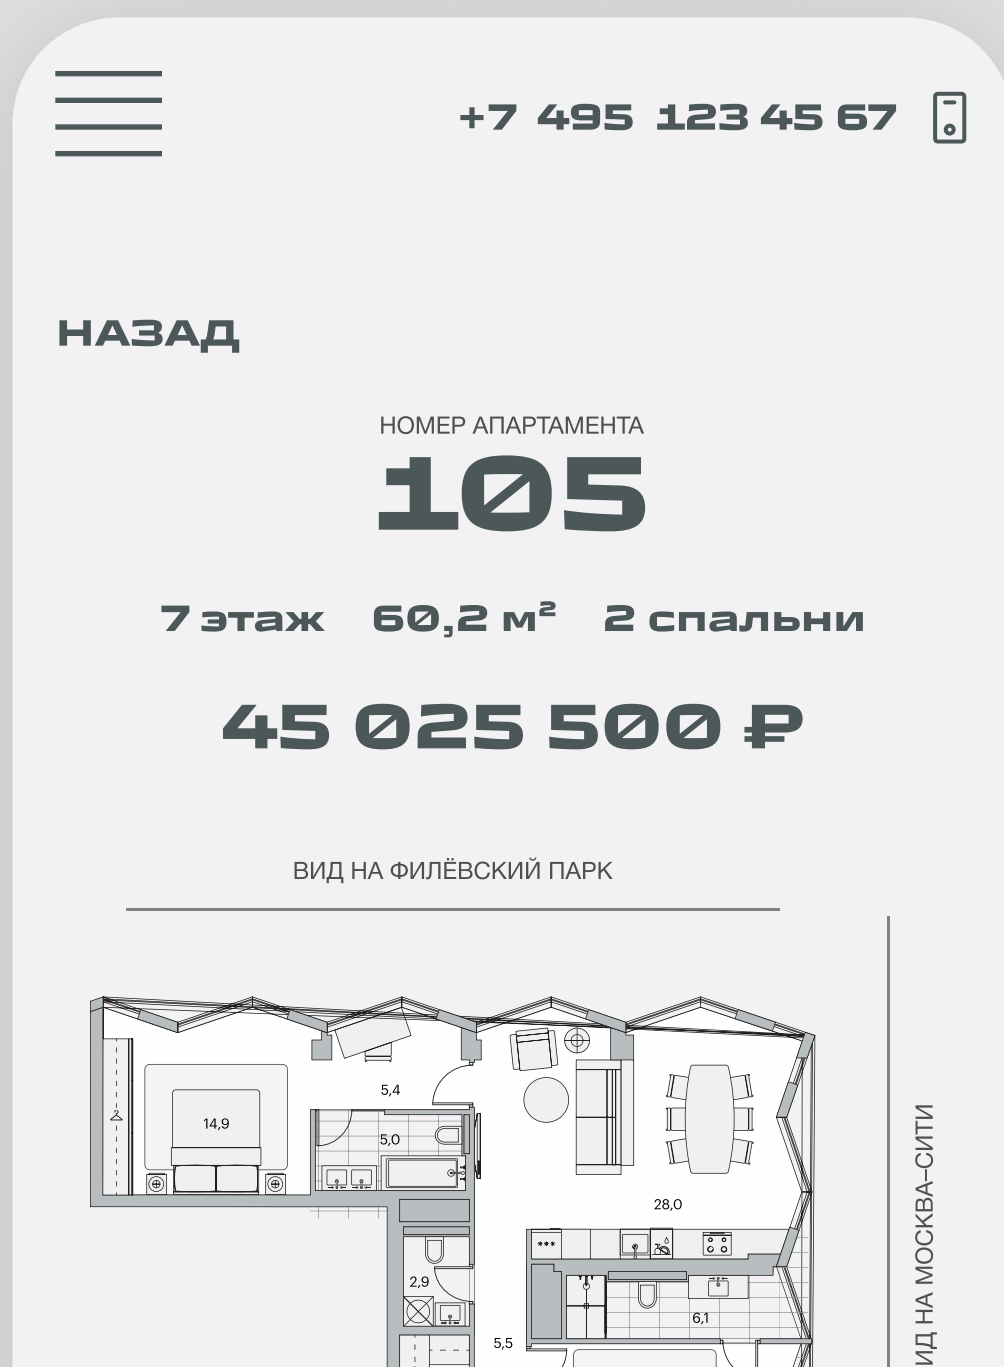 +7 495 123 45 67
НАЗАД
НОМЕР АПАРТАМЕНТА
105
7 этаж 60,2 м² 2 спальни
45 025 500 ₽
ВИД НА ФИЛЁВСКИЙ ПАРК
5,4
14,9
5,0
28,0
2,9
6,1
5,5
ИД НА МОСКВА–СИТИ